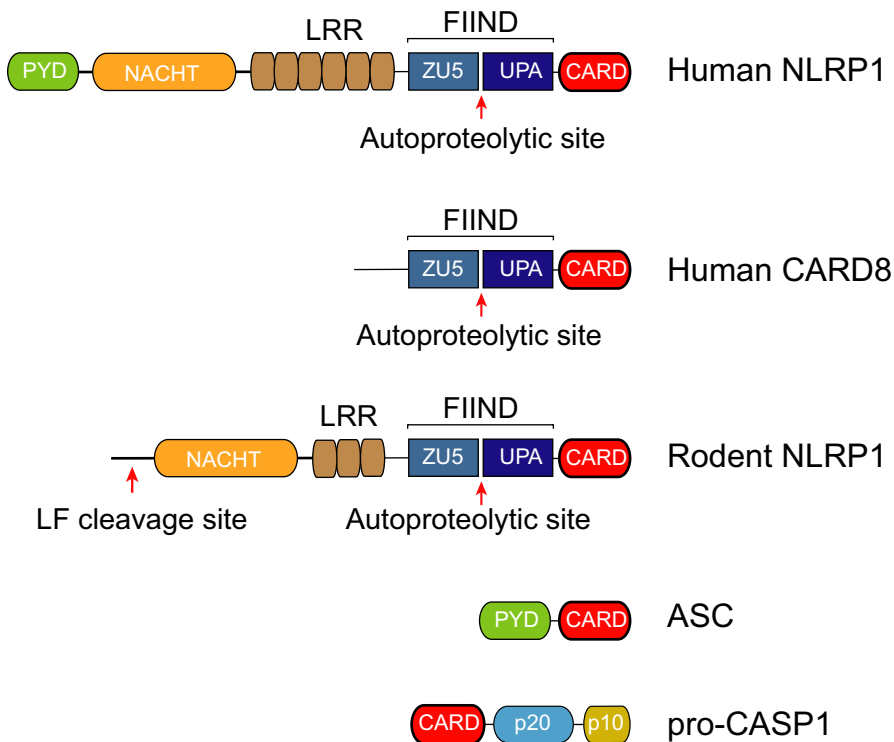 LRR FIIND
PYD NACHT ZU5 UPA CARD Human NLRP1
Autoproteolytic site
FIIND
ZU5 UPA CARD Human CARD8
Autoproteolytic site
LRR FIIND
NACHT ZU5 UPA CARD Rodent NLRP1
LF cleavage site Autoproteolytic site
PYD CARD ASC
CARD p20 p10 pro-CASP1